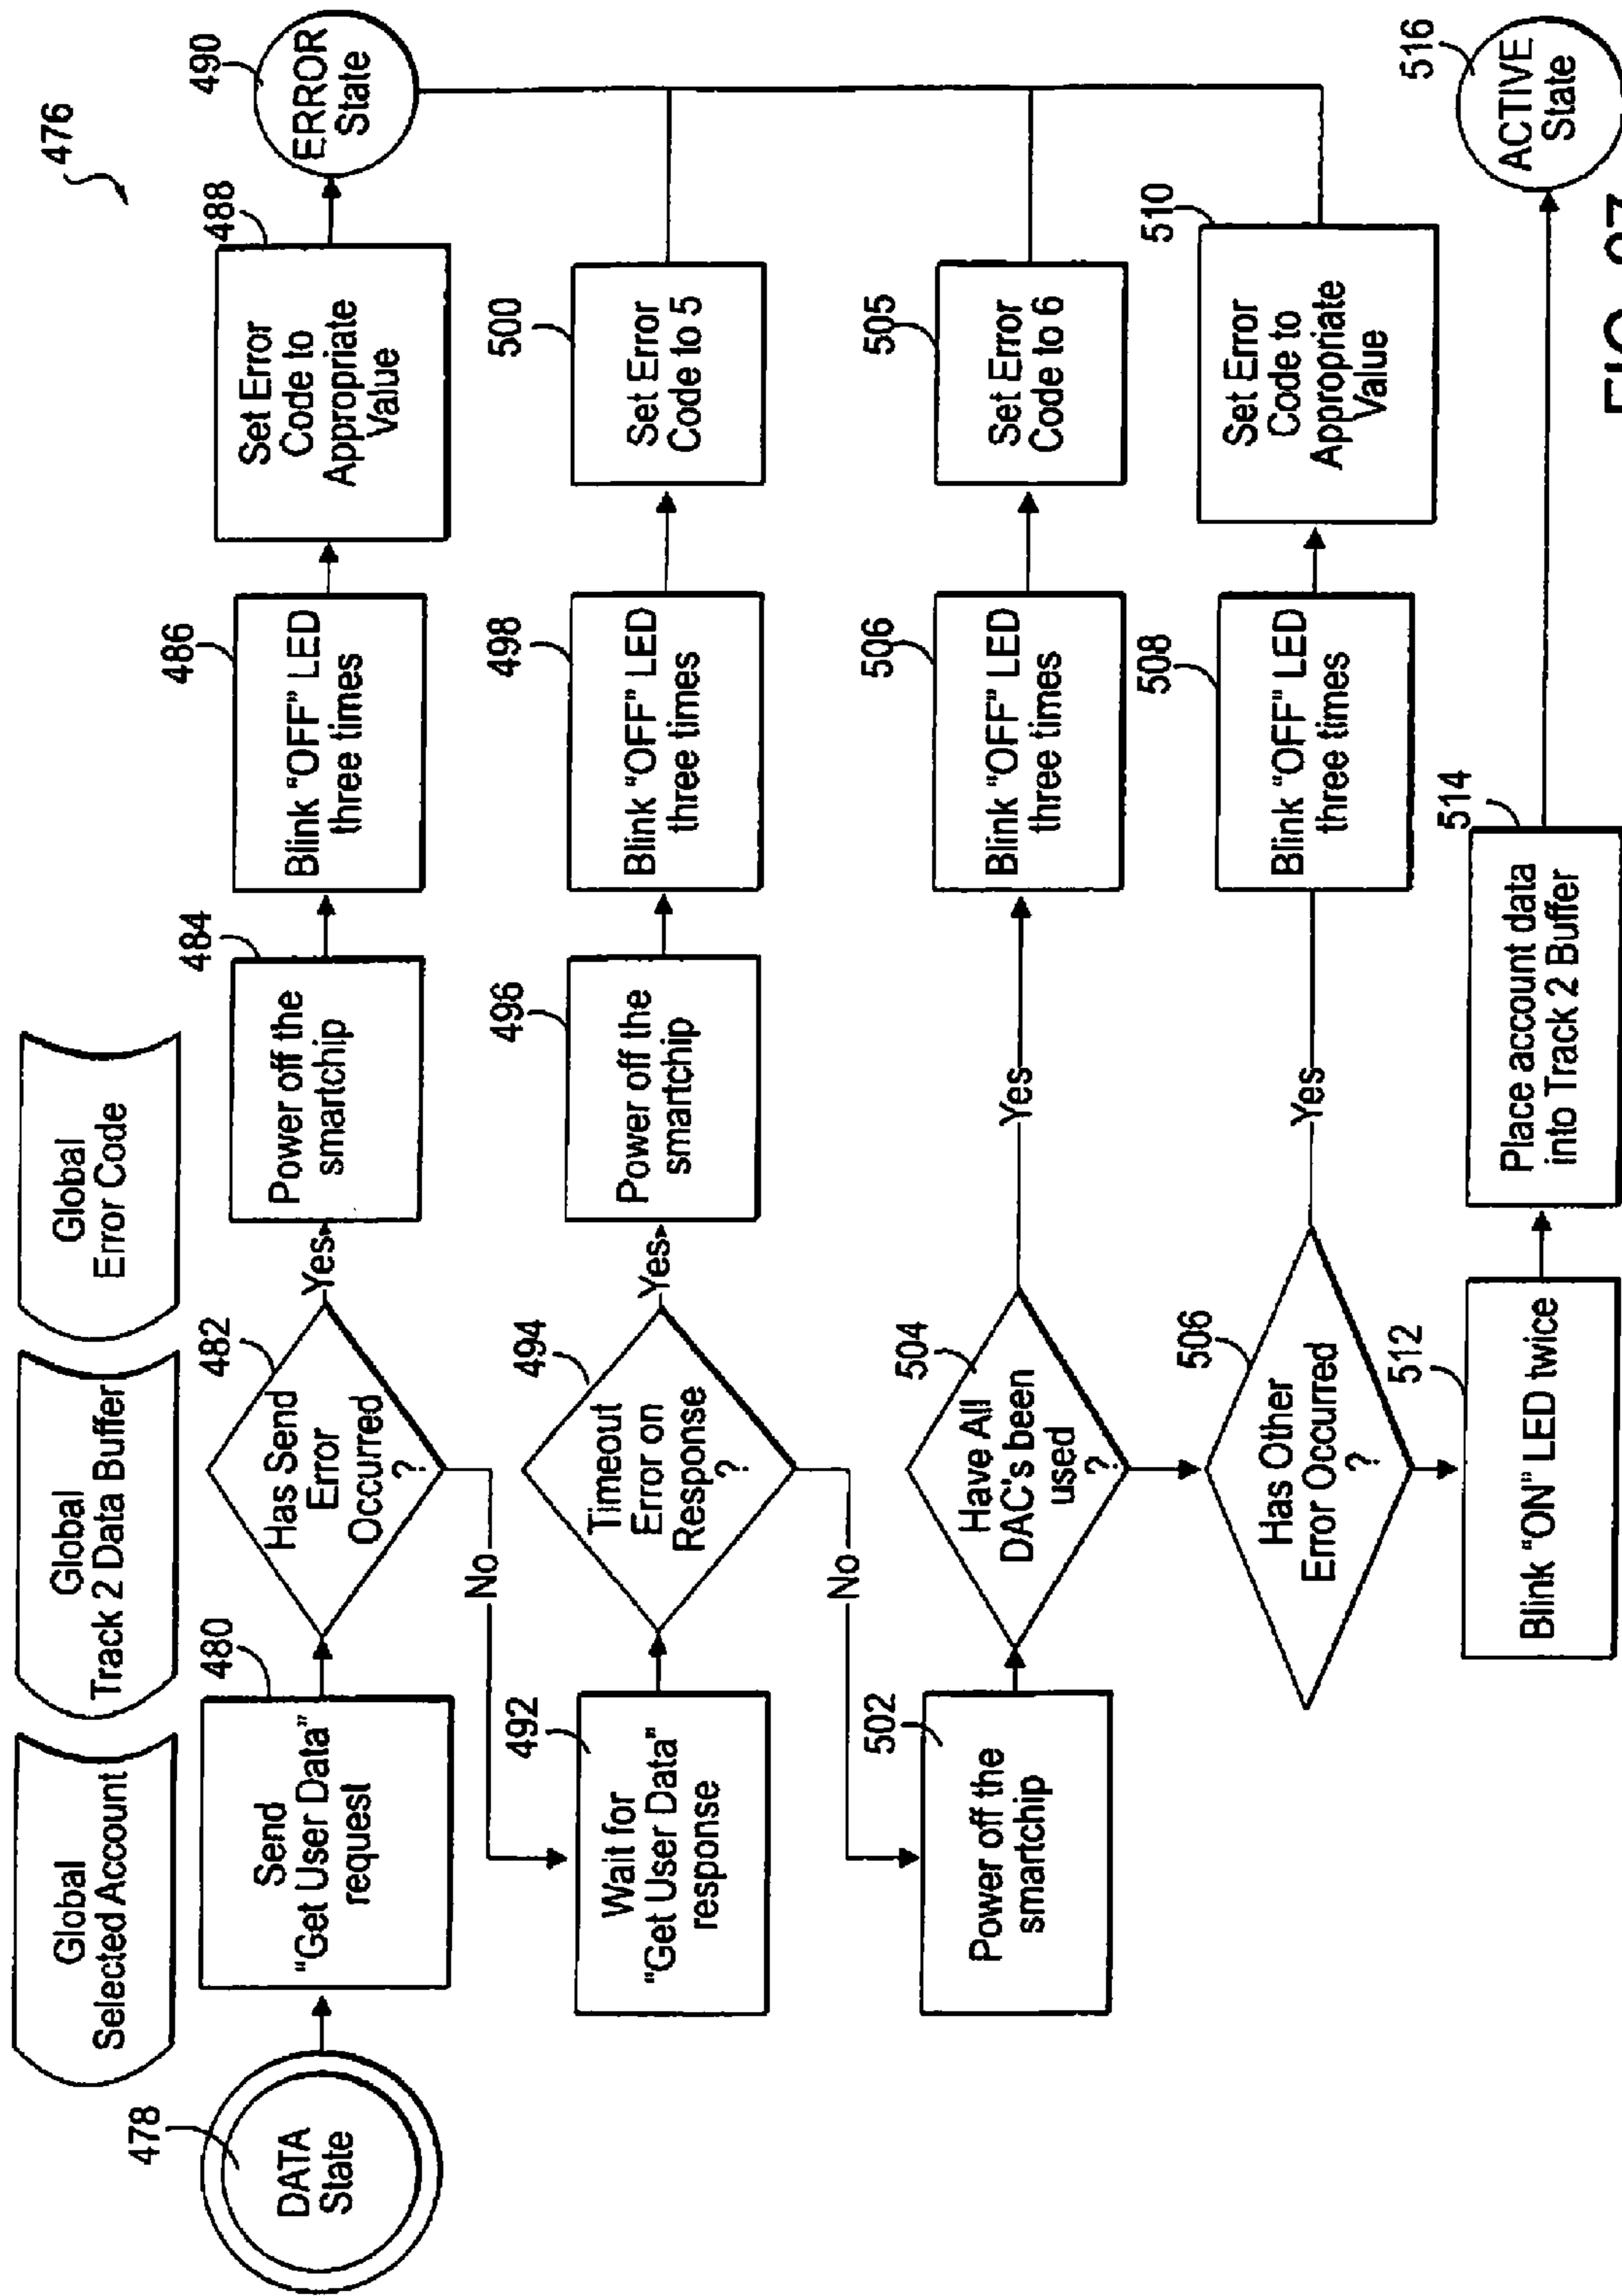 476
Global
Selected Account
Global
Track 2 Data Buffer
Global
Error Code
478
DATA
State
480
Send
"Get User Data"
request
482
Has Send
Error
Occurred
?
Yes
484
Power off the
smartchip
486
Blink "OFF" LED
three times
488
Set Error
Code to
Appropriate
Value
490
ERROR
State
No
492
Wait for
"Get User Data"
response
494
Timeout
Error on
Response
?
Yes
496
Power off the
smartchip
498
Blink "OFF" LED
three times
500
Set Error
Code to 5
No
502
Power off the
smartchip
504
Have All
DAC's been
used
?
Yes
506
Blink "OFF" LED
three times
505
Set Error
Code to 6
506
Has Other
Error Occurred
?
Yes
508
Blink "OFF" LED
three times
510
Set Error
Code to
Appropriate
Value
512
Blink "ON" LED twice
514
Place account data
into Track 2 Buffer
516
ACTIVE
State